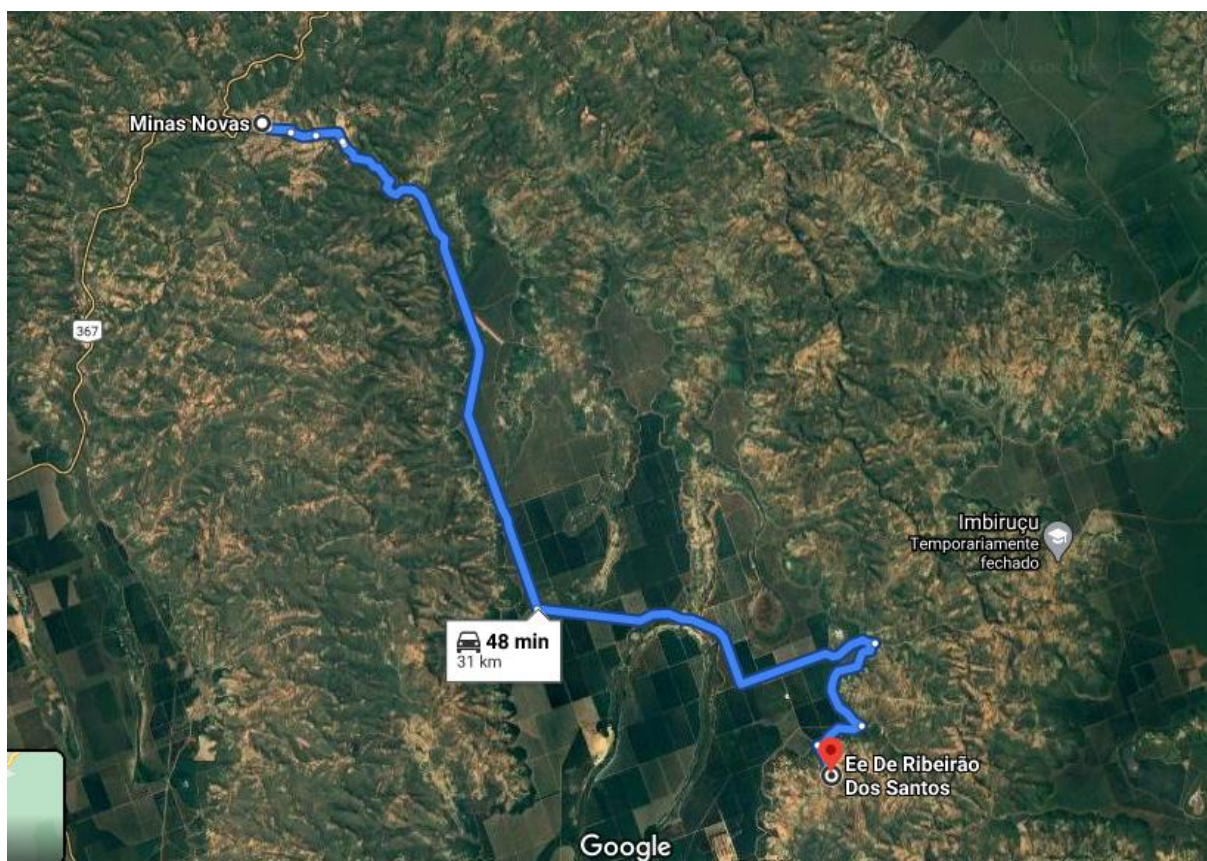 Minas Novas
367
Imbiruçu
Temporariamente
fechado
48 min
31 km
Ee De Ribeirão
Dos Santos
Google